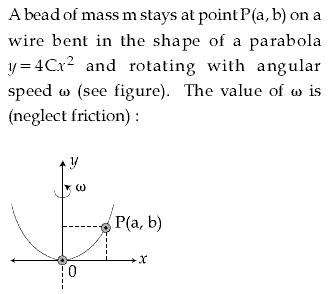 A bead of mass m stays at point P(a, b) on a
wire bent in the shape of a parabola
y = 4Cx² and rotating with angular
speed ω (see figure). The value of ω is
(neglect friction) :
y
ω
P(a, b)
x
0